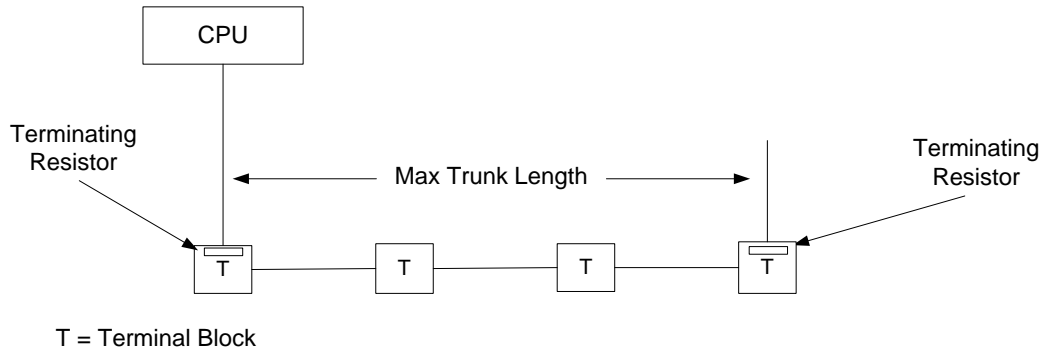 CPU
Terminating
Resistor
Max Trunk Length
Terminating
Resistor
T
T
T
T
T = Terminal Block